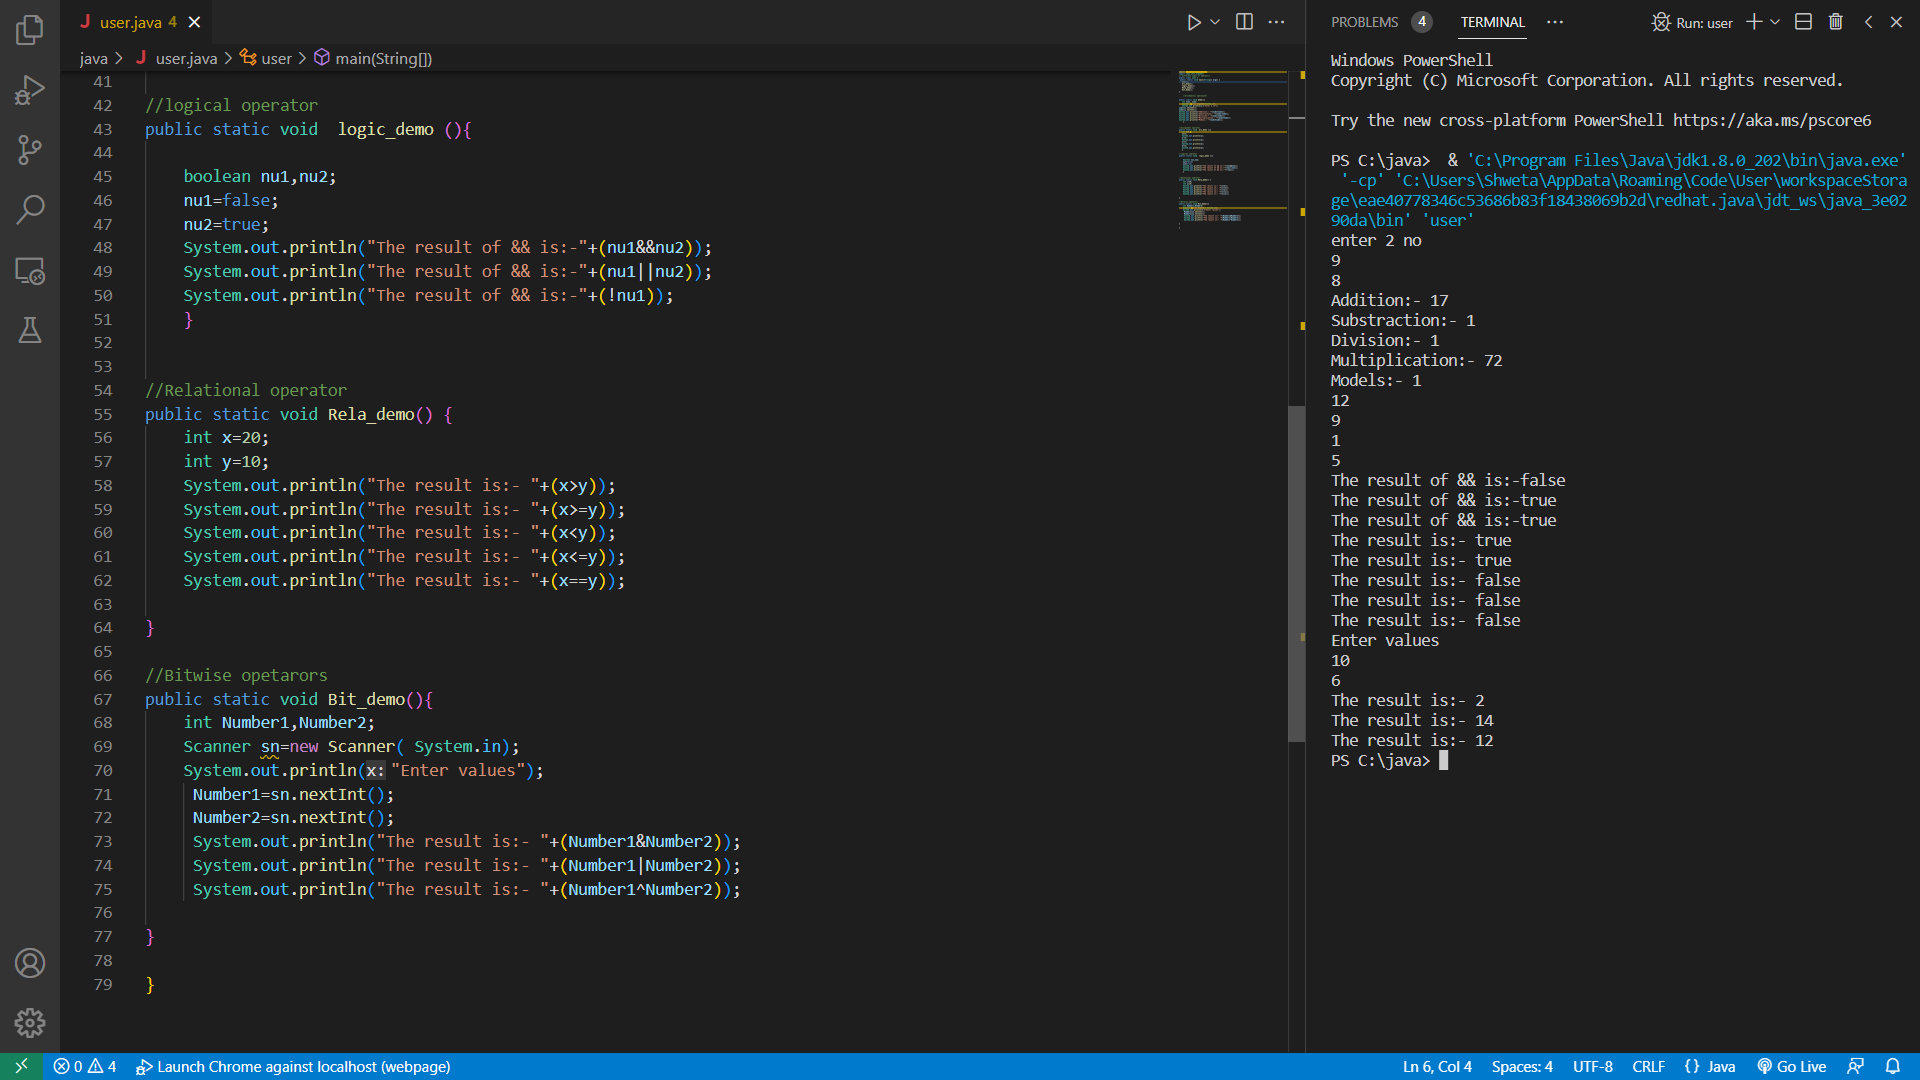 user.java 4
java > user.java > user > main(String[])
41
42 //logical operator
43 public static void  logic_demo (){
44
45     boolean nu1,nu2;
46     nu1=false;
47     nu2=true;
48     System.out.println("The result of && is:-"+(nu1&&nu2));
49     System.out.println("The result of && is:-"+(nu1||nu2));
50     System.out.println("The result of && is:-"+(!nu1));
51     }
52
53
54 //Relational operator
55 public static void Rela_demo() {
56     int x=20;
57     int y=10;
58     System.out.println("The result is:- "+(x>y));
59     System.out.println("The result is:- "+(x>=y));
60     System.out.println("The result is:- "+(x<y));
61     System.out.println("The result is:- "+(x<=y));
62     System.out.println("The result is:- "+(x==y));
63
64 }
65
66 //Bitwise opetarors
67 public static void Bit_demo(){
68     int Number1,Number2;
69     Scanner sn=new Scanner( System.in);
70     System.out.println(x: "Enter values");
71      Number1=sn.nextInt();
72      Number2=sn.nextInt();
73      System.out.println("The result is:- "+(Number1&Number2));
74      System.out.println("The result is:- "+(Number1|Number2));
75      System.out.println("The result is:- "+(Number1^Number2));
76
77 }
78
79 }
PROBLEMS 4 TERMINAL ··· Run: user
Windows PowerShell
Copyright (C) Microsoft Corporation. All rights reserved.
Try the new cross-platform PowerShell https://aka.ms/pscore6
PS C:\java>  & 'C:\Program Files\Java\jdk1.8.0_202\bin\java.exe'
 '-cp' 'C:\Users\Shweta\AppData\Roaming\Code\User\workspaceStora
ge\eae40778346c53686b83f18438069b2d\redhat.java\jdt_ws\java_3e02
90da\bin' 'user'
enter 2 no
9
8
Addition:- 17
Substraction:- 1
Division:- 1
Multiplication:- 72
Models:- 1
12
9
1
5
The result of && is:-false
The result of && is:-true
The result of && is:-true
The result is:- true
The result is:- true
The result is:- false
The result is:- false
The result is:- false
Enter values
10
6
The result is:- 2
The result is:- 14
The result is:- 12
PS C:\java>
0 4 Launch Chrome against localhost (webpage) Ln 6, Col 4 Spaces: 4 UTF-8 CRLF {} Java Go Live